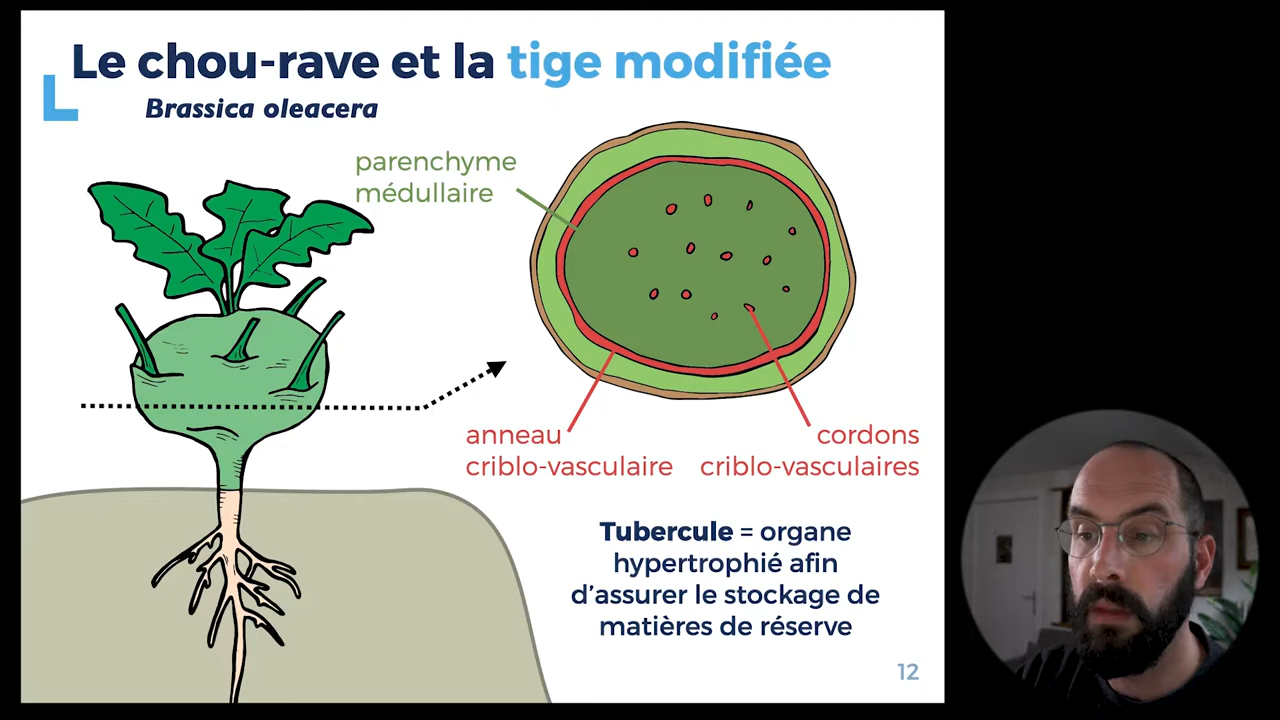 Le chou-rave et la tige modifiée
Brassica oleacera
parenchyme
médullaire
anneau
criblo-vasculaire
cordons
criblo-vasculaires
Tubercule = organe
hypertrophié afin
d'assurer le stockage de
matières de réserve
12